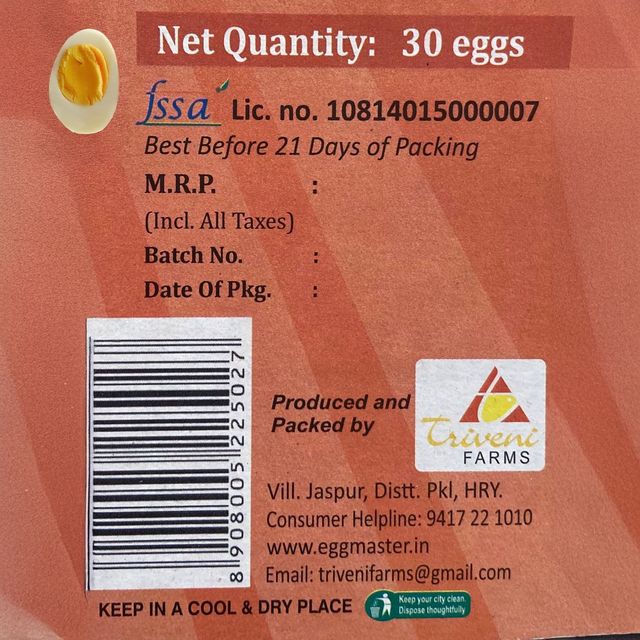 Net Quantity: 30 eggs
fssa Lic. no. 10814015000007
Best Before 21 Days of Packing
M.R.P. :
(Incl. All Taxes)
Batch No. :
Date Of Pkg. :
8 908005 225027
Produced and
Packed by
Triveni
FARMS
Vill. Jaspur, Distt. Pkl, HRY.
Consumer Helpline: 9417 22 1010
www.eggmaster.in
Email: trivenifarms@gmail.com
KEEP IN A COOL & DRY PLACE
Keep your city clean.
Dispose thoughtfully